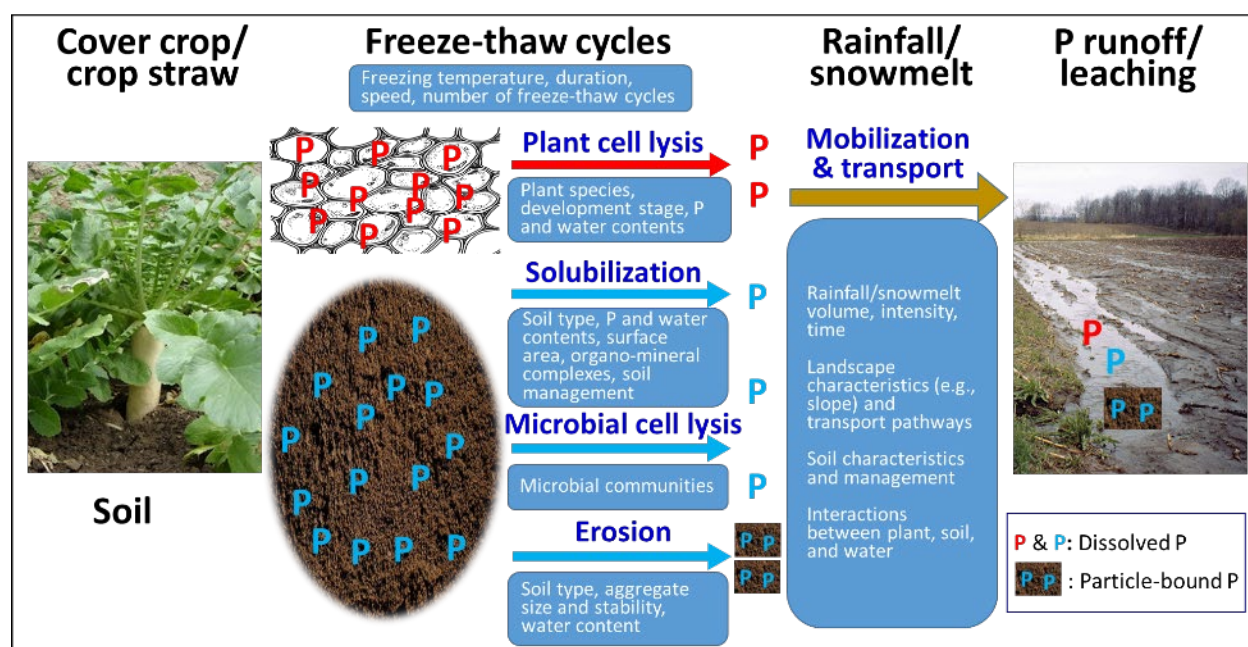 Cover crop/
crop straw
Freeze-thaw cycles
Freezing temperature, duration,
speed, number of freeze-thaw cycles
Rainfall/
snowmelt
P runoff/
leaching
P
P
P
P
P
P
P
P
P
P
P
P
Plant cell lysis
Plant species,
development stage, P
and water contents
P
P
Mobilization
& transport
Solubilization
Soil type, P and water
contents, surface
area, organo-mineral
complexes, soil
management
P
P
Microbial cell lysis
Microbial communities
P
Erosion
Soil type, aggregate
size and stability,
water content
P P
P P
P P
P P P
P
P P
P P
P
P P P P
Soil
Rainfall/snowmelt
volume, intensity,
time
Landscape
characteristics (e.g.,
slope) and
transport pathways
Soil characteristics
and management
Interactions
between plant, soil,
and water
P
P
P P
P & P: Dissolved P
P P : Particle-bound P